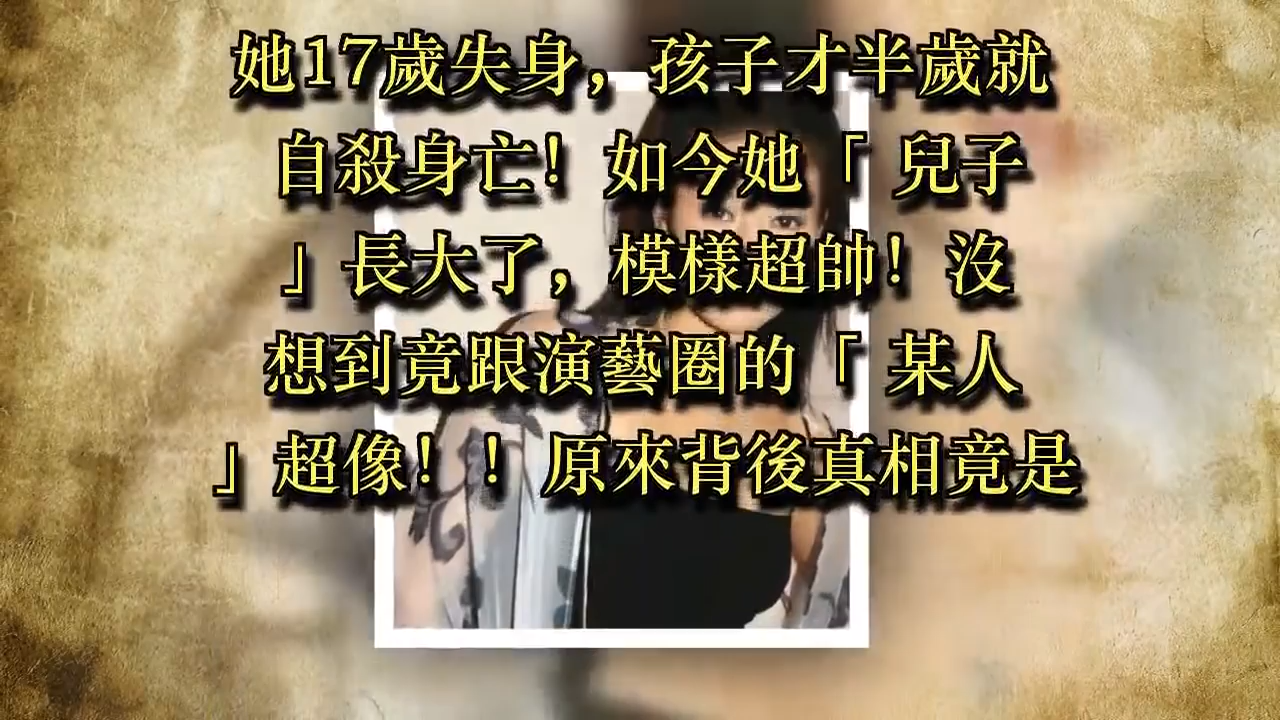 她17歲失身，孩子才半歲就
自殺身亡！如今她「 兒子
」長大了，模樣超帥！沒
想到竟跟演藝圈的「 某人
」超像！！原來背後真相竟是